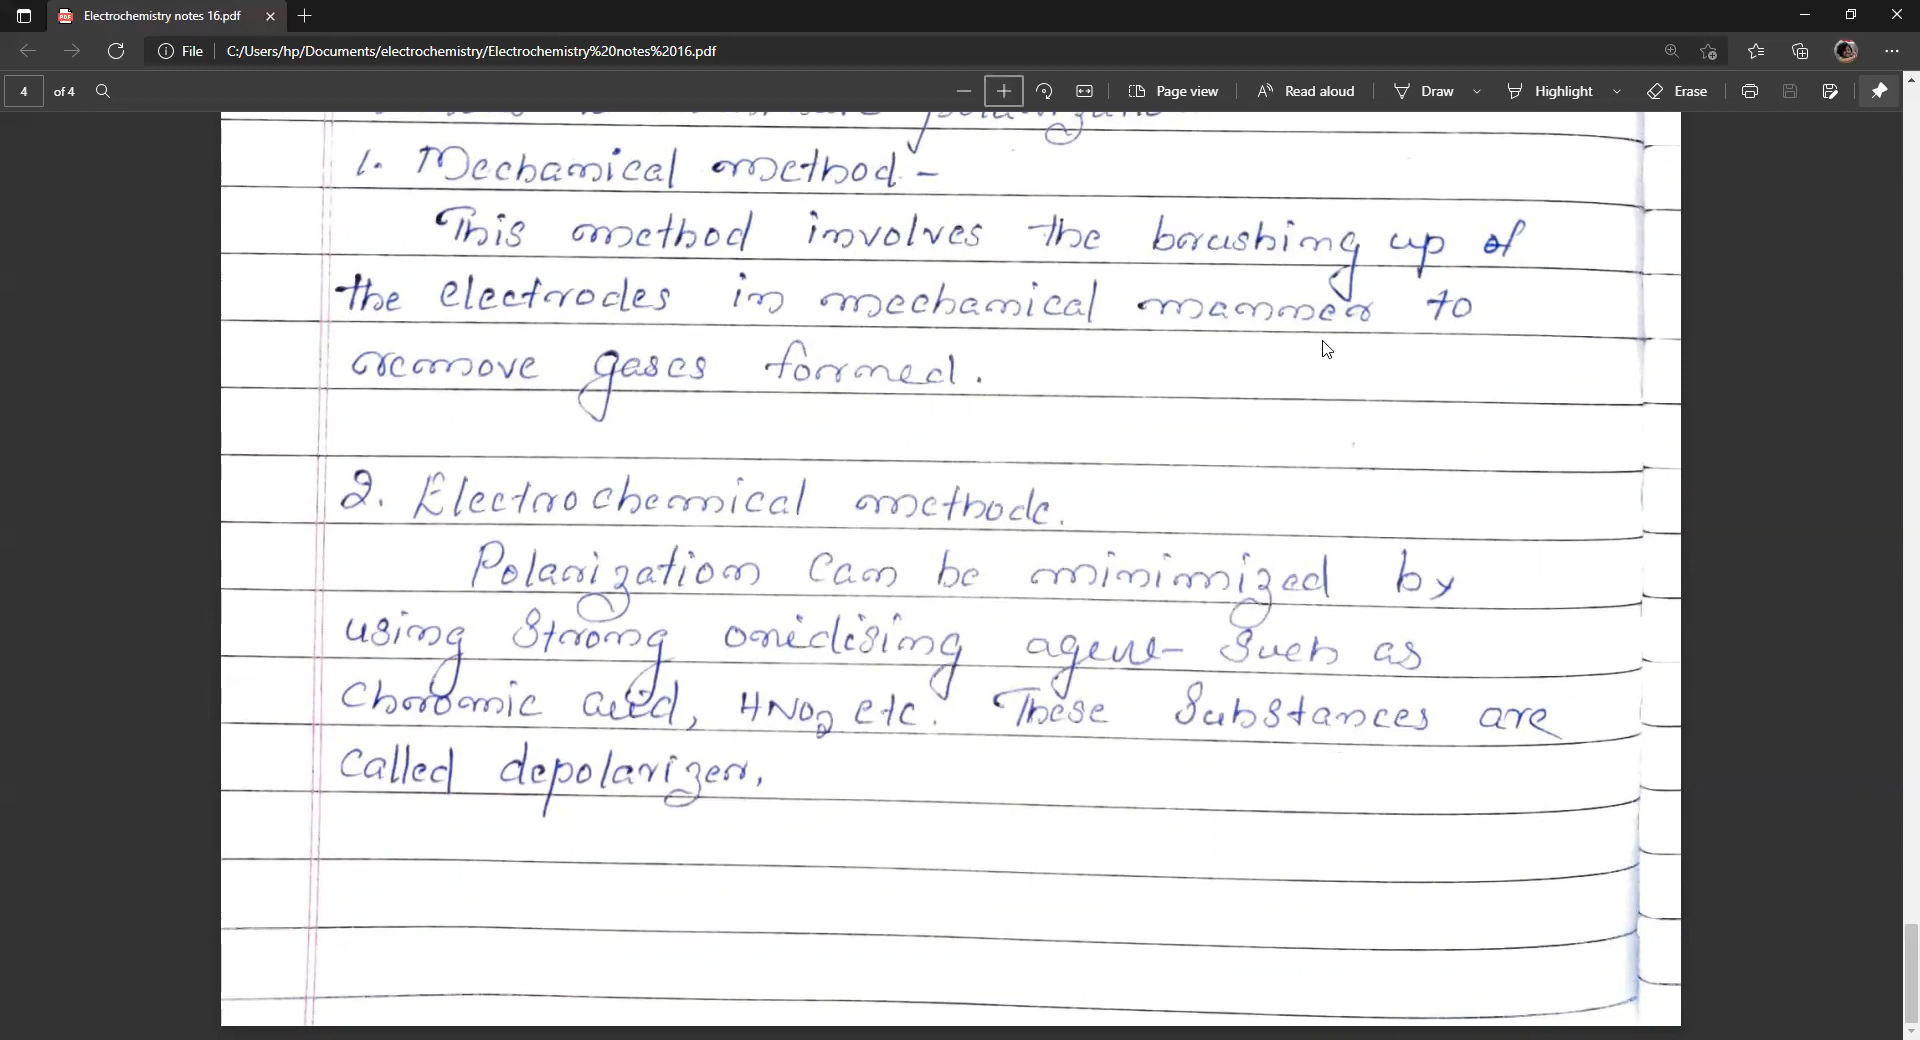 Electrochemistry notes 16.pdf
File
C:/Users/hp/Documents/electrochemistry/Electrochemistry%20notes%2016.pdf
4 of 4
Page view
Read aloud
Draw
Highlight
Erase
1. Mechanical method -
This method involves the brushing up of
the electrodes in mechanical manner to
remove gases formed.
2. Electrochemical methode.
Polarization can be minimized by
using strong oxidising agent such as
Chromic acid, HNO3 etc. These substances are
called depolarizer.